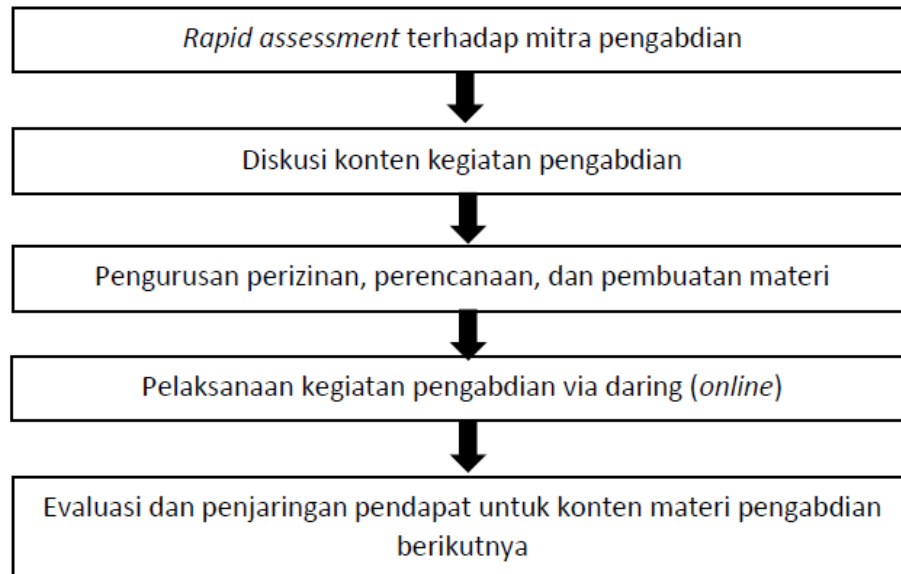 Rapid assessment terhadap mitra pengabdian
Diskusi konten kegiatan pengabdian
Pengurusan perizinan, perencanaan, dan pembuatan materi
Pelaksanaan kegiatan pengabdian via daring (online)
Evaluasi dan penjaringan pendapat untuk konten materi pengabdian
berikutnya